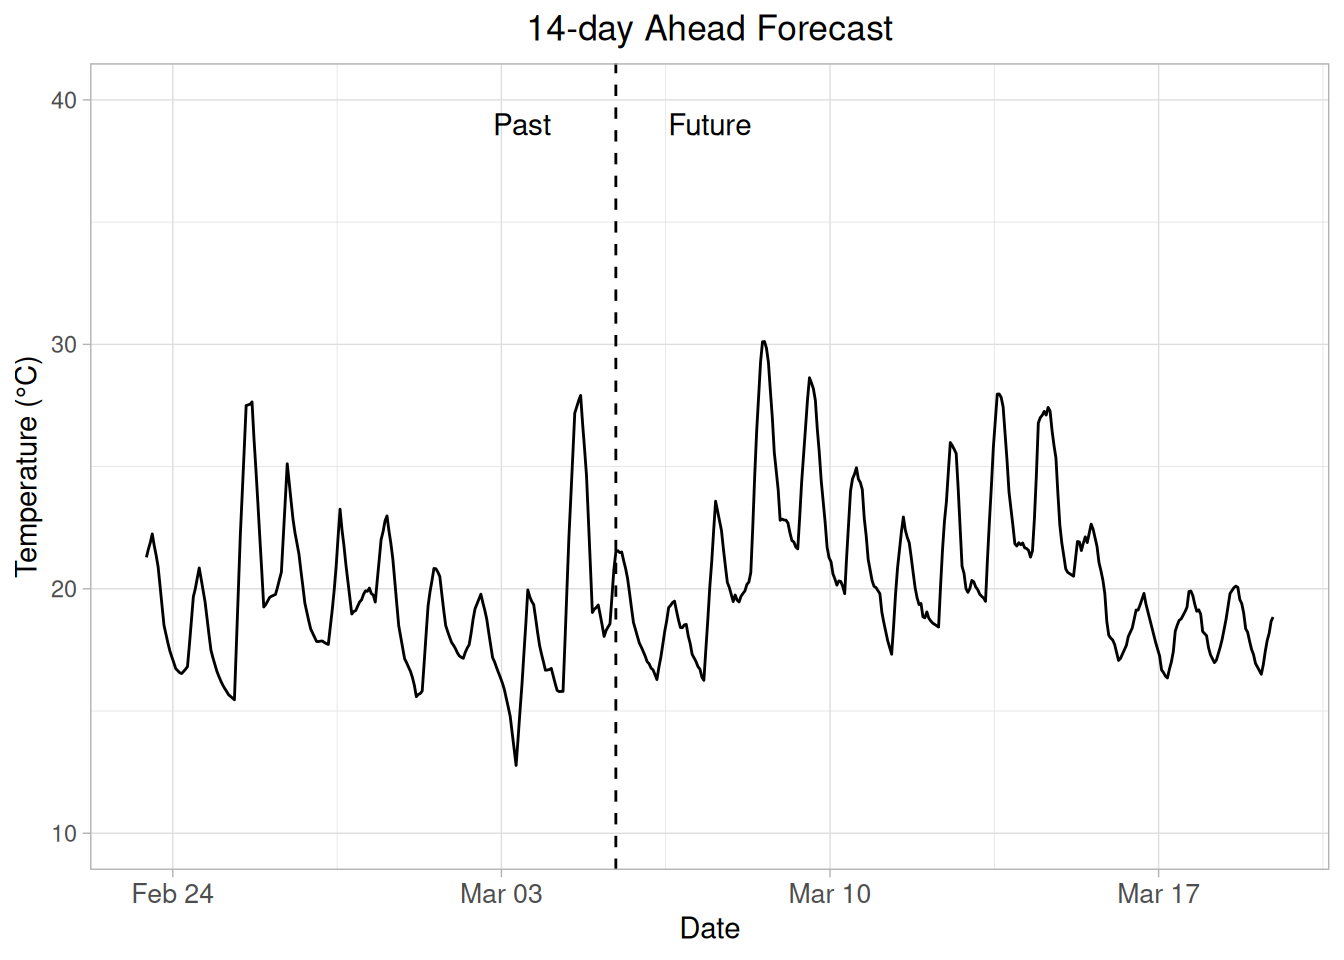 14-day Ahead Forecast
40
Past
Future
30
20
10
Temperature (°C)
Feb 24
Mar 03
Mar 10
Mar 17
Date